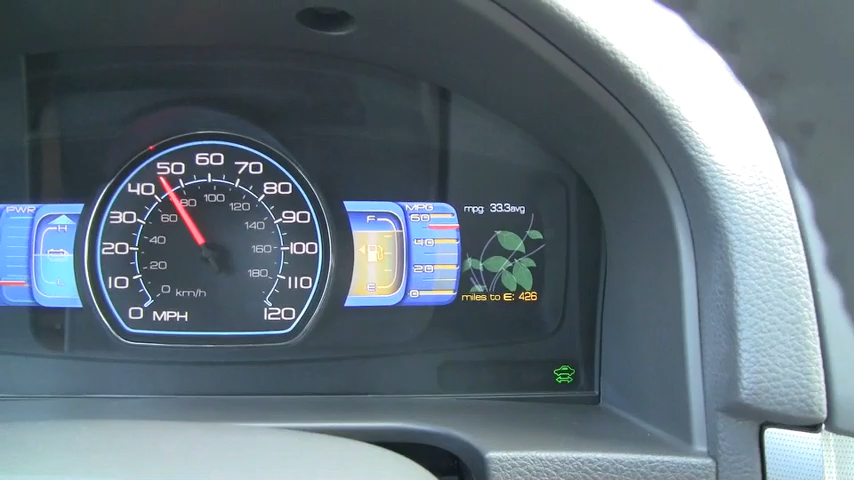 PWR
H
L
0 10 20 30 40 50 60 70 80 90 100 110 120
MPH
0 20 40 60 80 100 120 140 160 180
km/h
F
E
MPG
60
40
20
0
mpg: 33.3avg
miles to E: 426